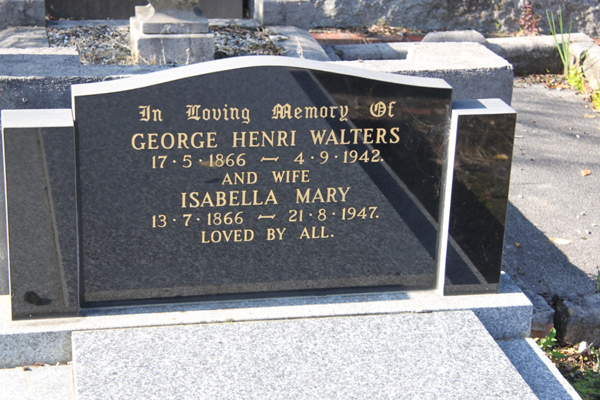 In Loving Memory Of
GEORGE HENRI WALTERS
17·5·1866 — 4·9·1942.
AND WIFE
ISABELLA MARY
13·7·1866 — 21·8·1947.
LOVED BY ALL.